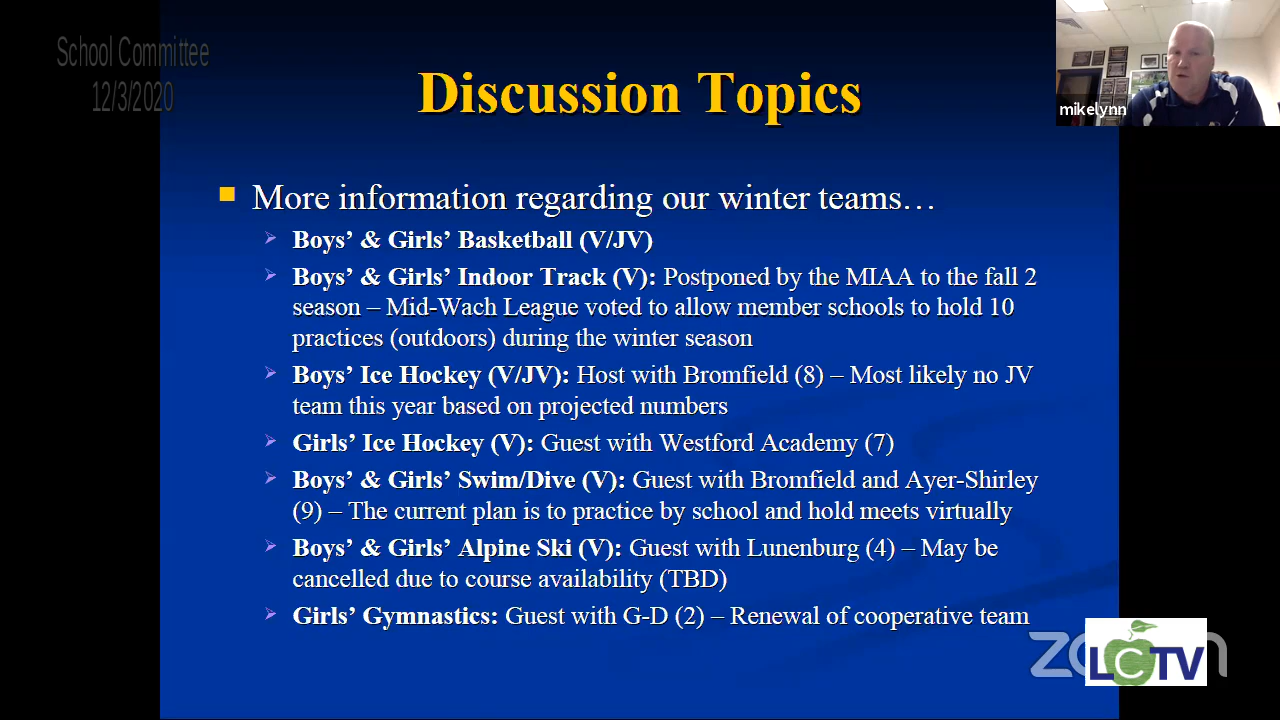 School Committee
12/3/2020
Discussion Topics
mikelynn
More information regarding our winter teams…
Boys’ & Girls’ Basketball (V/JV)
Boys’ & Girls’ Indoor Track (V): Postponed by the MIAA to the fall 2
season – Mid-Wach League voted to allow member schools to hold 10
practices (outdoors) during the winter season
Boys’ Ice Hockey (V/JV): Host with Bromfield (8) – Most likely no JV
team this year based on projected numbers
Girls’ Ice Hockey (V): Guest with Westford Academy (7)
Boys’ & Girls’ Swim/Dive (V): Guest with Bromfield and Ayer-Shirley
(9) – The current plan is to practice by school and hold meets virtually
Boys’ & Girls’ Alpine Ski (V): Guest with Lunenburg (4) – May be
cancelled due to course availability (TBD)
Girls’ Gymnastics: Guest with G-D (2) – Renewal of cooperative team
zoom
LCTV